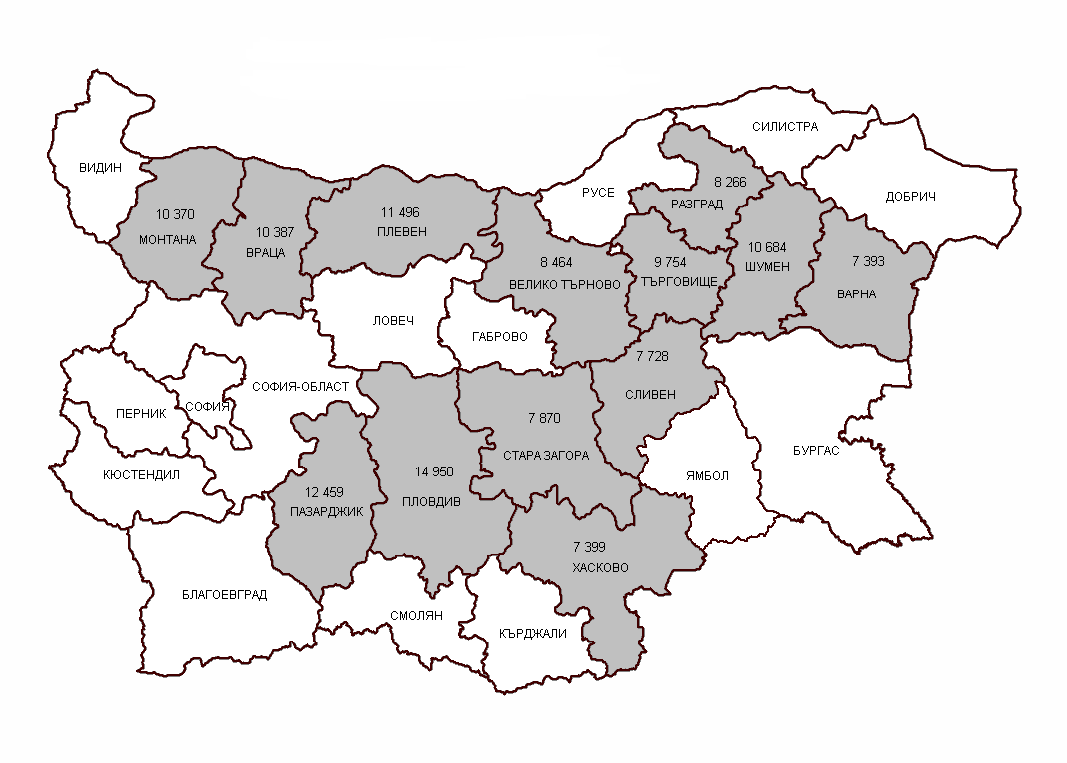 СИЛИСТРА
ВИДИН
8 266
РУСЕ
ДОБРИЧ
РАЗГРАД
10 370
МОНТАНА
11 496
ПЛЕВЕН
10 387
ВРАЦА
10 684
ШУМЕН
8 464
ВЕЛИКО ТЪРНОВО
9 754
ТЪРГОВИЩЕ
7 393
ВАРНА
ЛОВЕЧ
ГАБРОВО
7 728
СЛИВЕН
СОФИЯ-ОБЛАСТ
СОФИЯ
ПЕРНИК
7 870
СТАРА ЗАГОРА
БУРГАС
КЮСТЕНДИЛ
14 950
ПЛОВДИВ
ЯМБОЛ
12 459
ПАЗАРДЖИК
7 399
ХАСКОВО
БЛАГОЕВГРАД
СМОЛЯН
КЪРДЖАЛИ